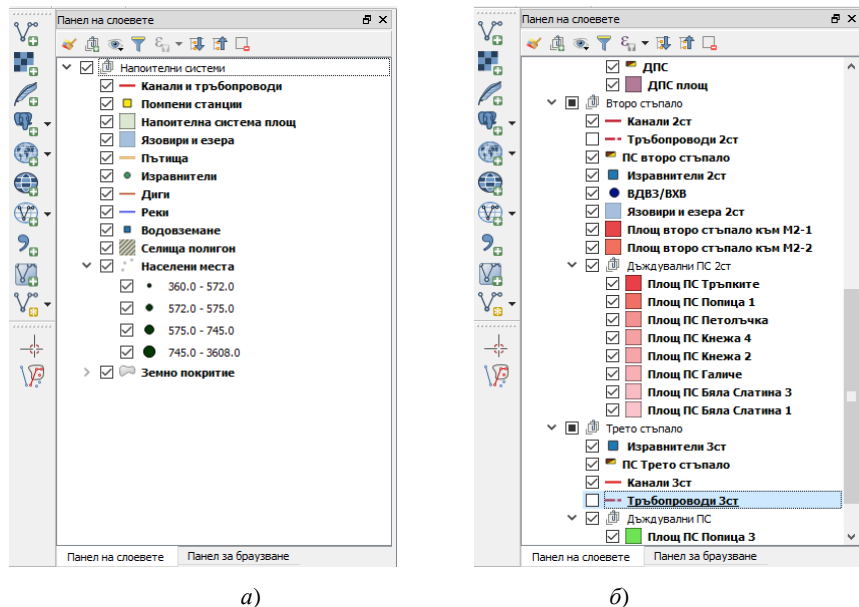 Панел на слоевете
Напоителни системи
Канали и тръбопроводи
Помпени станции
Напоителна система площ
Язовири и езера
Пътища
Изравнители
Диги
Реки
Водовземане
Селища полигон
Населени места
360.0 - 572.0
572.0 - 575.0
575.0 - 745.0
745.0 - 3608.0
Земно покритие
Панел на слоевете Панел за браузване
а)
Панел на слоевете
ДПС
ДПС площ
Второ стъпало
Канали 2ст
Тръбопроводи 2ст
ПС второ стъпало
Изравнители 2ст
ВДВЗ/ВХВ
Язовири и езера 2ст
Площ второ стъпало към М2-1
Площ второ стъпало към М2-2
Дъждувални ПС 2ст
Площ ПС Тръпките
Площ ПС Попица 1
Площ ПС Петолъчка
Площ ПС Кнежа 4
Площ ПС Кнежа 2
Площ ПС Галиче
Площ ПС Бяла Слатина 3
Площ ПС Бяла Слатина 1
Трето стъпало
Изравнители 3ст
ПС Трето стъпало
Канали 3ст
Тръбопроводи 3ст
Дъждувални ПС
Площ ПС Попица 3
Панел на слоевете Панел за браузване
б)